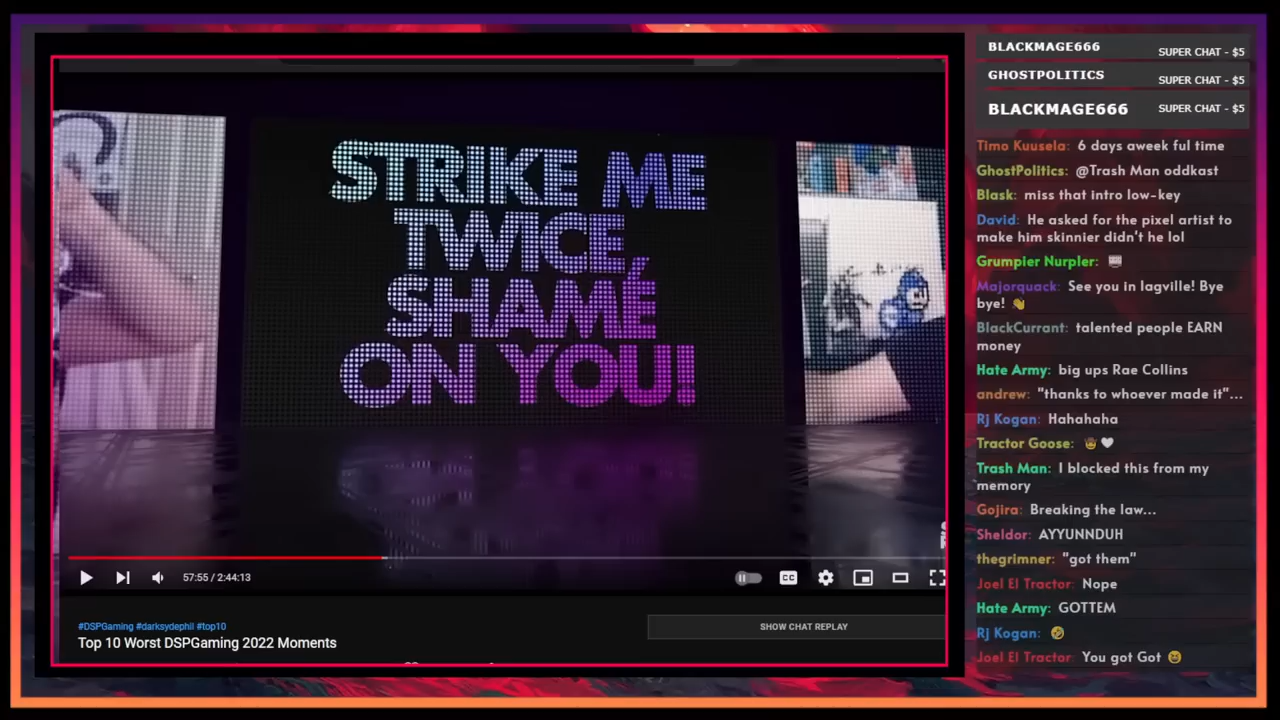 STRIKE ME
TWICE,
SHAME
ON YOU!
57:55 / 2:44:13
CC
#DSPGaming #darksydephil #top10
Top 10 Worst DSPGaming 2022 Moments
SHOW CHAT REPLAY
BLACKMAGE666 SUPER CHAT - $5
GHOSTPOLITICS SUPER CHAT - $5
BLACKMAGE666 SUPER CHAT - $5
Timo Kuusela: 6 days aweek ful time
GhostPolitics: @Trash Man oddkast
Blask: miss that intro low-key
David: He asked for the pixel artist to
make him skinnier didn't he lol
Grumpier Nurpler:
Majorquack: See you in lagville! Bye
bye! 👋
BlackCurrant: talented people EARN
money
Hate Army: big ups Rae Collins
andrew: "thanks to whoever made it"...
Rj Kogan: Hahahaha
Tractor Goose: 🤠🤍
Trash Man: I blocked this from my
memory
Gojira: Breaking the law...
Sheldor: AYYUNNDUH
thegrimner: "got them"
Joel El Tractor: Nope
Hate Army: GOTTEM
Rj Kogan: 🤣
Joel El Tractor: You got Got 😆